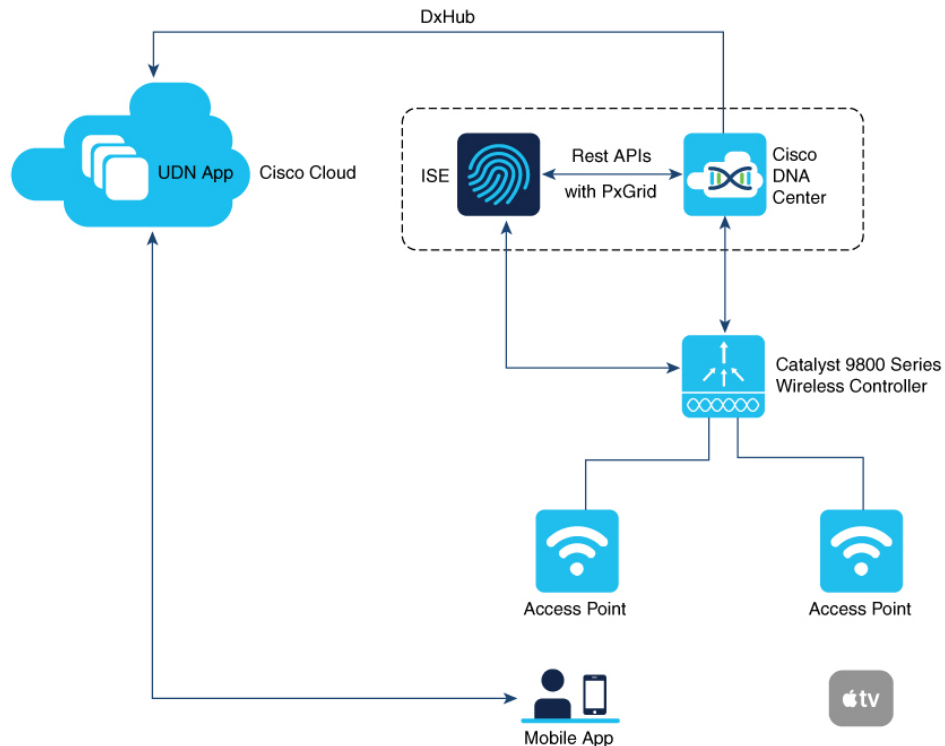 DxHub
UDN App
Cisco Cloud
ISE
Rest APIs
with PxGrid
Cisco
DNA
Center
Catalyst 9800 Series
Wireless Controller
Access Point
Access Point
Mobile App
tv